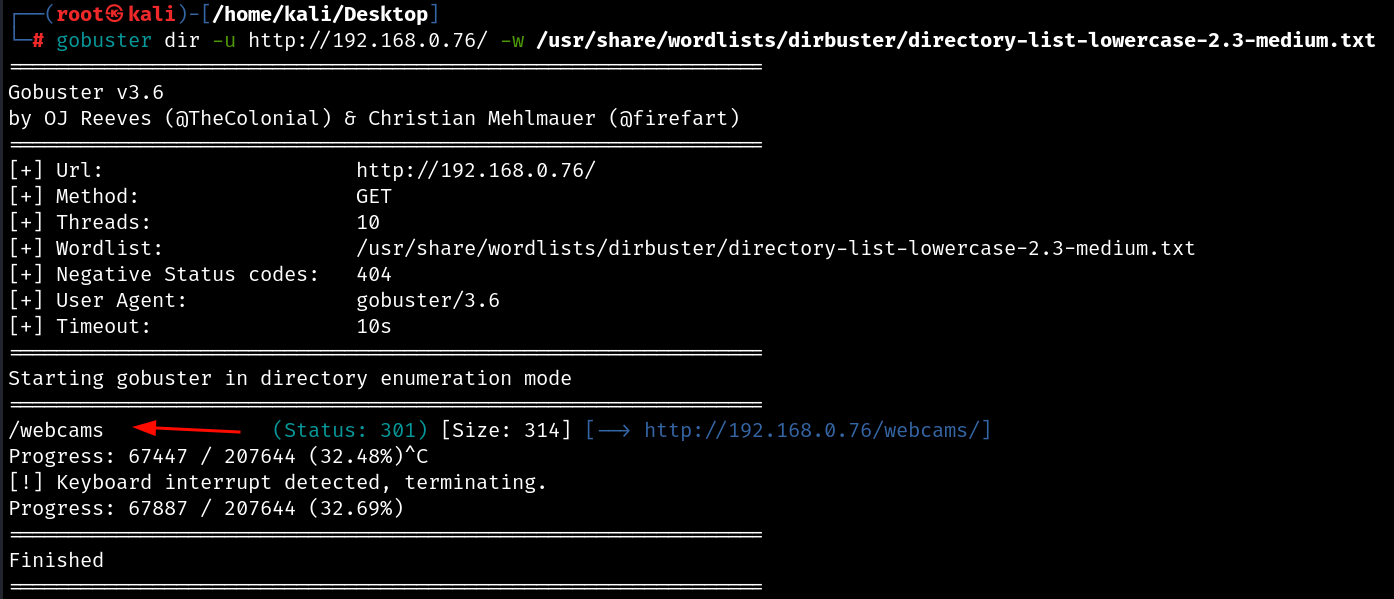 ┌──(root㉿kali)-[/home/kali/Desktop]
└─# gobuster dir -u http://192.168.0.76/ -w /usr/share/wordlists/dirbuster/directory-list-lowercase-2.3-medium.txt
===============================================================
Gobuster v3.6
by OJ Reeves (@TheColonial) & Christian Mehlmauer (@firefart)
===============================================================
[+] Url:                     http://192.168.0.76/
[+] Method:                  GET
[+] Threads:                 10
[+] Wordlist:                /usr/share/wordlists/dirbuster/directory-list-lowercase-2.3-medium.txt
[+] Negative Status codes:   404
[+] User Agent:              gobuster/3.6
[+] Timeout:                 10s
===============================================================
Starting gobuster in directory enumeration mode
===============================================================
/webcams              (Status: 301) [Size: 314] [--> http://192.168.0.76/webcams/]
Progress: 67447 / 207644 (32.48%)^C
[!] Keyboard interrupt detected, terminating.
Progress: 67887 / 207644 (32.69%)
===============================================================
Finished
===============================================================